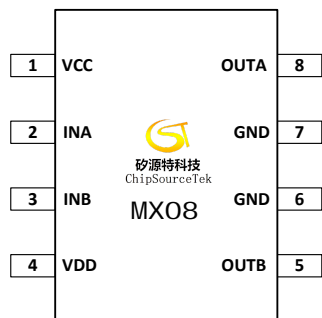 1 VCC OUTA 8
2 INA GND 7
矽源特科技
ChipSourceTek
MX08
3 INB GND 6
4 VDD OUTB 5